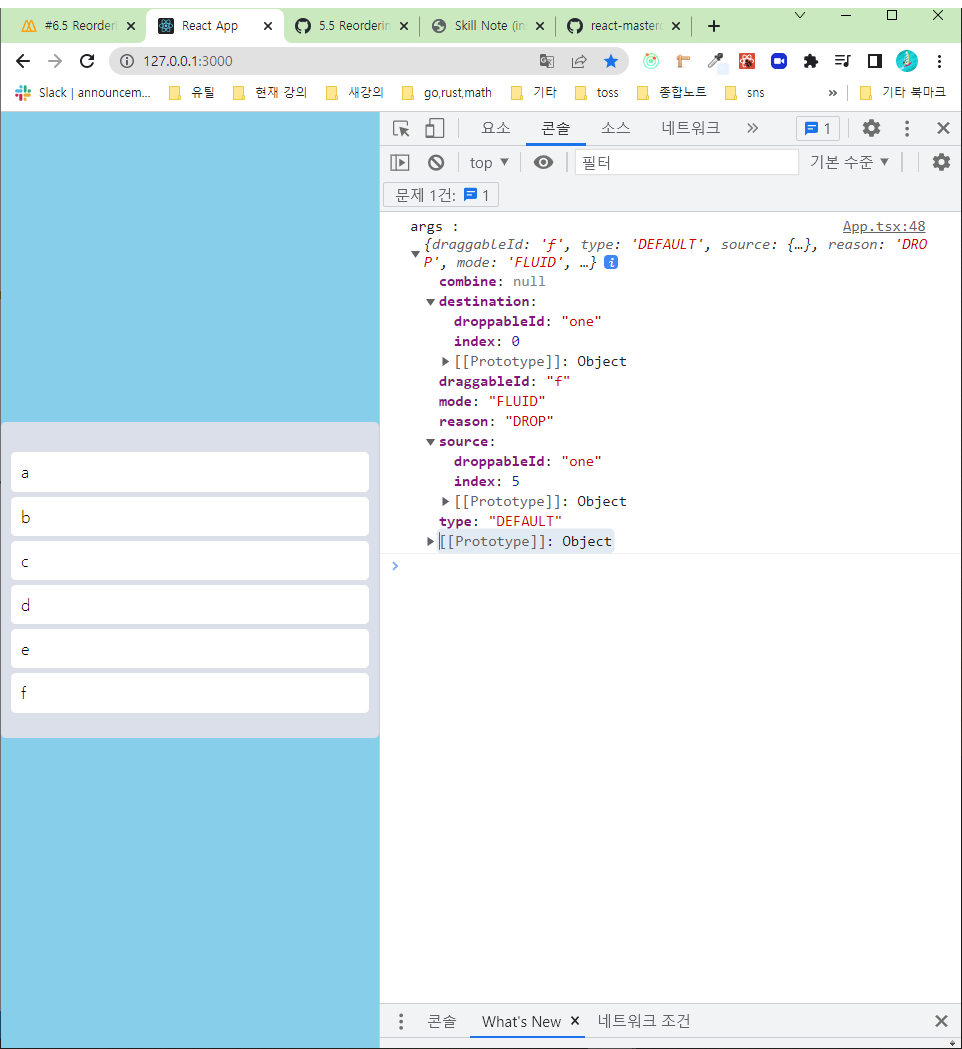 #6.5 Reorderi
React App
5.5 Reorderin
Skill Note (in
react-masterc
127.0.0.1:3000
Slack | announcem...
유틸
현재 강의
새강의
go,rust,math
기타
toss
종합노트
sns
»
기타 북마크
요소
콘솔
소스
네트워크
»
1
top ▼
필터
기본 수준 ▼
문제 1건: 1
args :
App.tsx:48
▼ {draggableId: 'f', type: 'DEFAULT', source: {…}, reason: 'DRO
P', mode: 'FLUID', …} i
combine: null
▼ destination:
droppableId: "one"
index: 0
▶ [[Prototype]]: Object
draggableId: "f"
mode: "FLUID"
reason: "DROP"
▼ source:
droppableId: "one"
index: 5
▶ [[Prototype]]: Object
type: "DEFAULT"
▶ [[Prototype]]: Object
>
a
b
c
d
e
f
콘솔
What's New
네트워크 조건